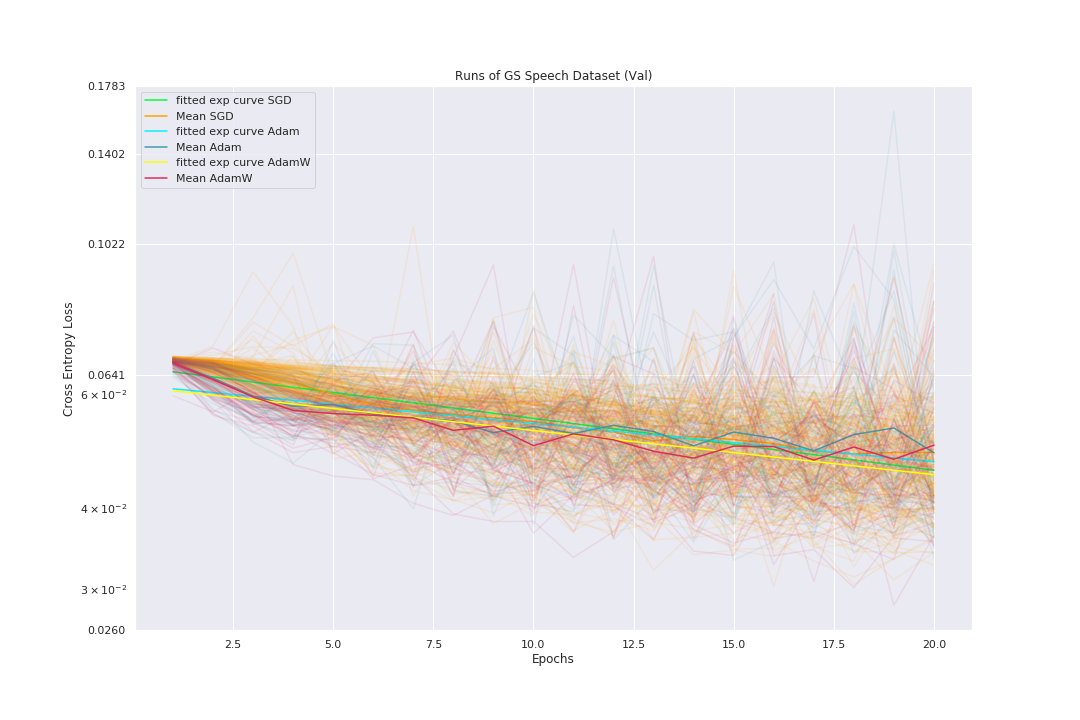 Runs of GS Speech Dataset (Val)
0.1783
0.1402
0.1022
0.0641
6 × 10⁻²
4 × 10⁻²
3 × 10⁻²
0.0260
Cross Entropy Loss
fitted exp curve SGD
Mean SGD
fitted exp curve Adam
Mean Adam
fitted exp curve AdamW
Mean AdamW
2.5 5.0 7.5 10.0 12.5 15.0 17.5 20.0
Epochs